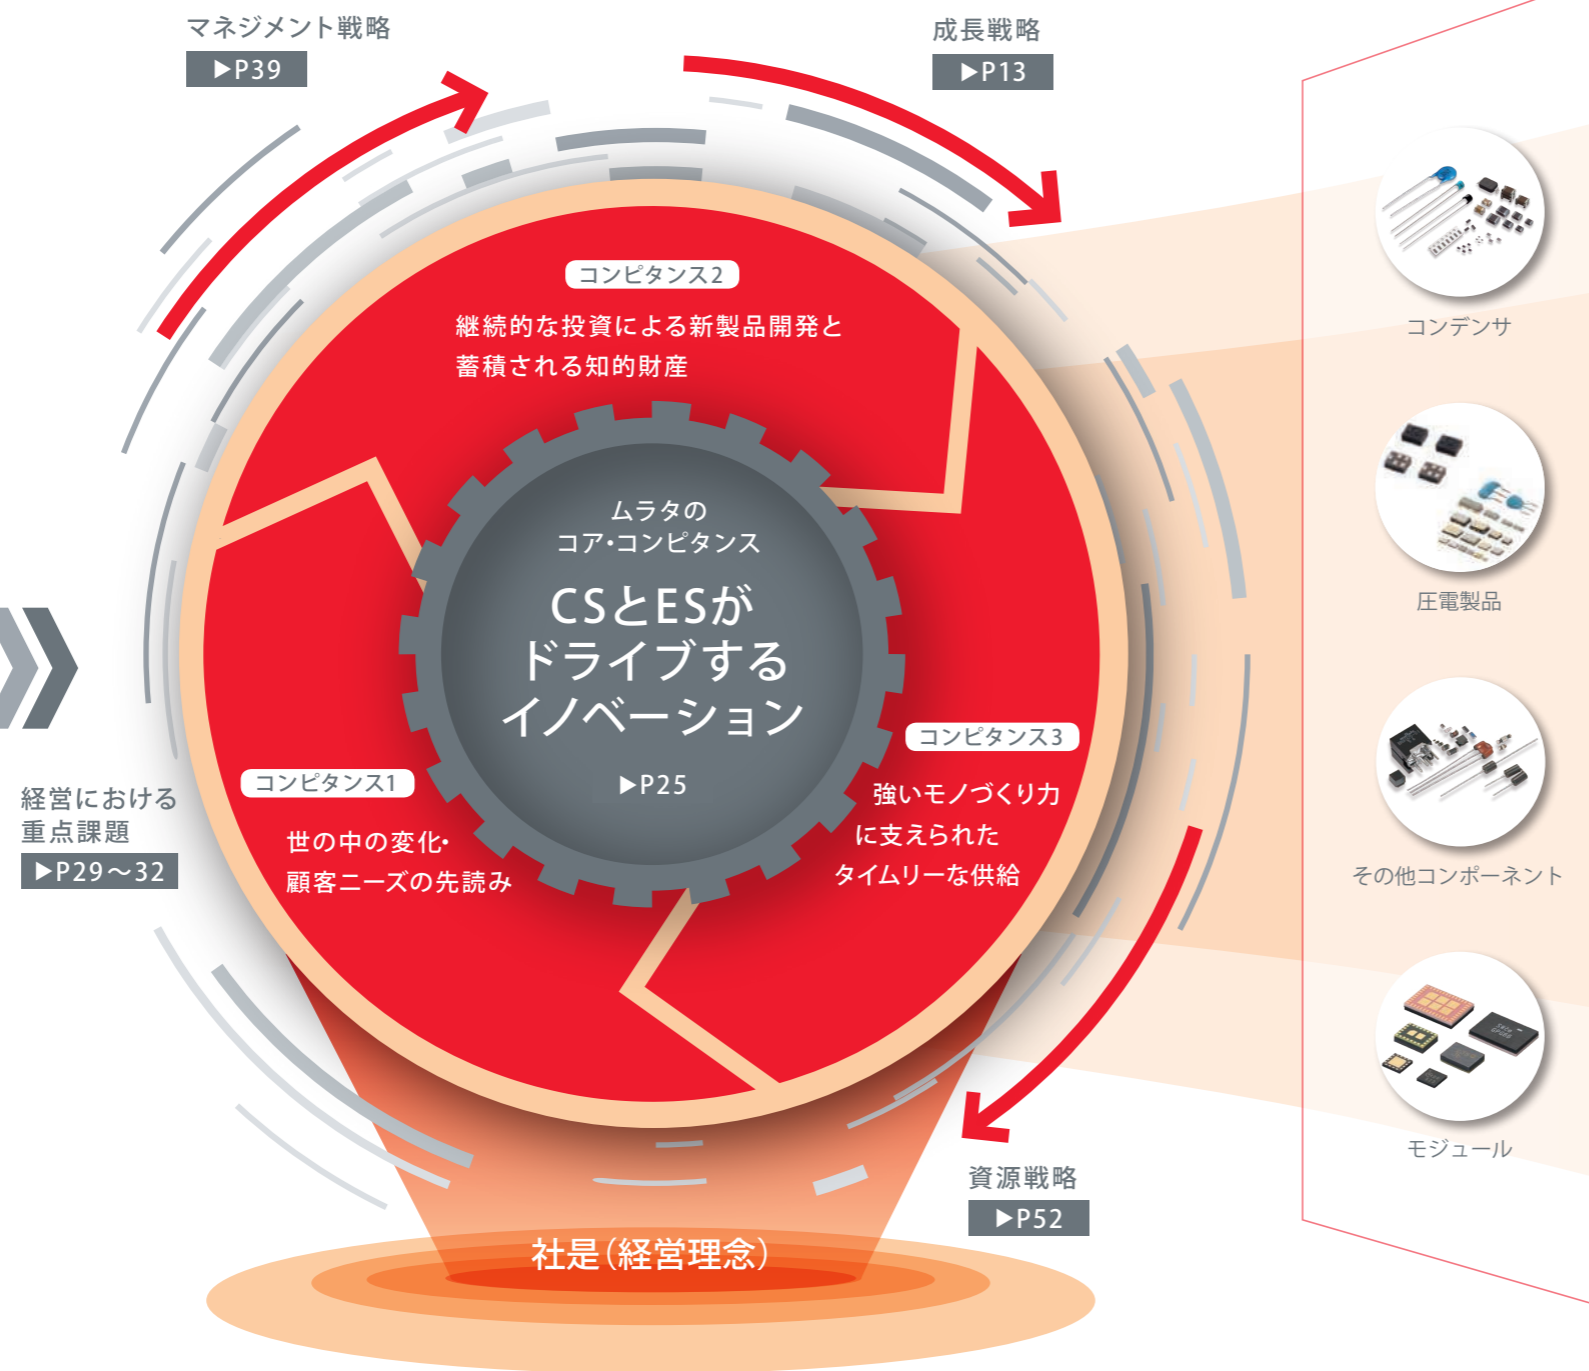 マネジメント戦略
▶P39
成長戦略
▶P13
コンピタンス2
継続的な投資による新製品開発と
蓄積される知的財産
ムラタの
コア・コンピタンス
CSとESが
ドライブする
イノベーション
▶P25
コンピタンス1
世の中の変化・
顧客ニーズの先読み
コンピタンス3
強いモノづくり力
に支えられた
タイムリーな供給
経営における
重点課題
▶P29～32
資源戦略
▶P52
社是（経営理念）
コンデンサ
圧電製品
その他コンポーネント
モジュール